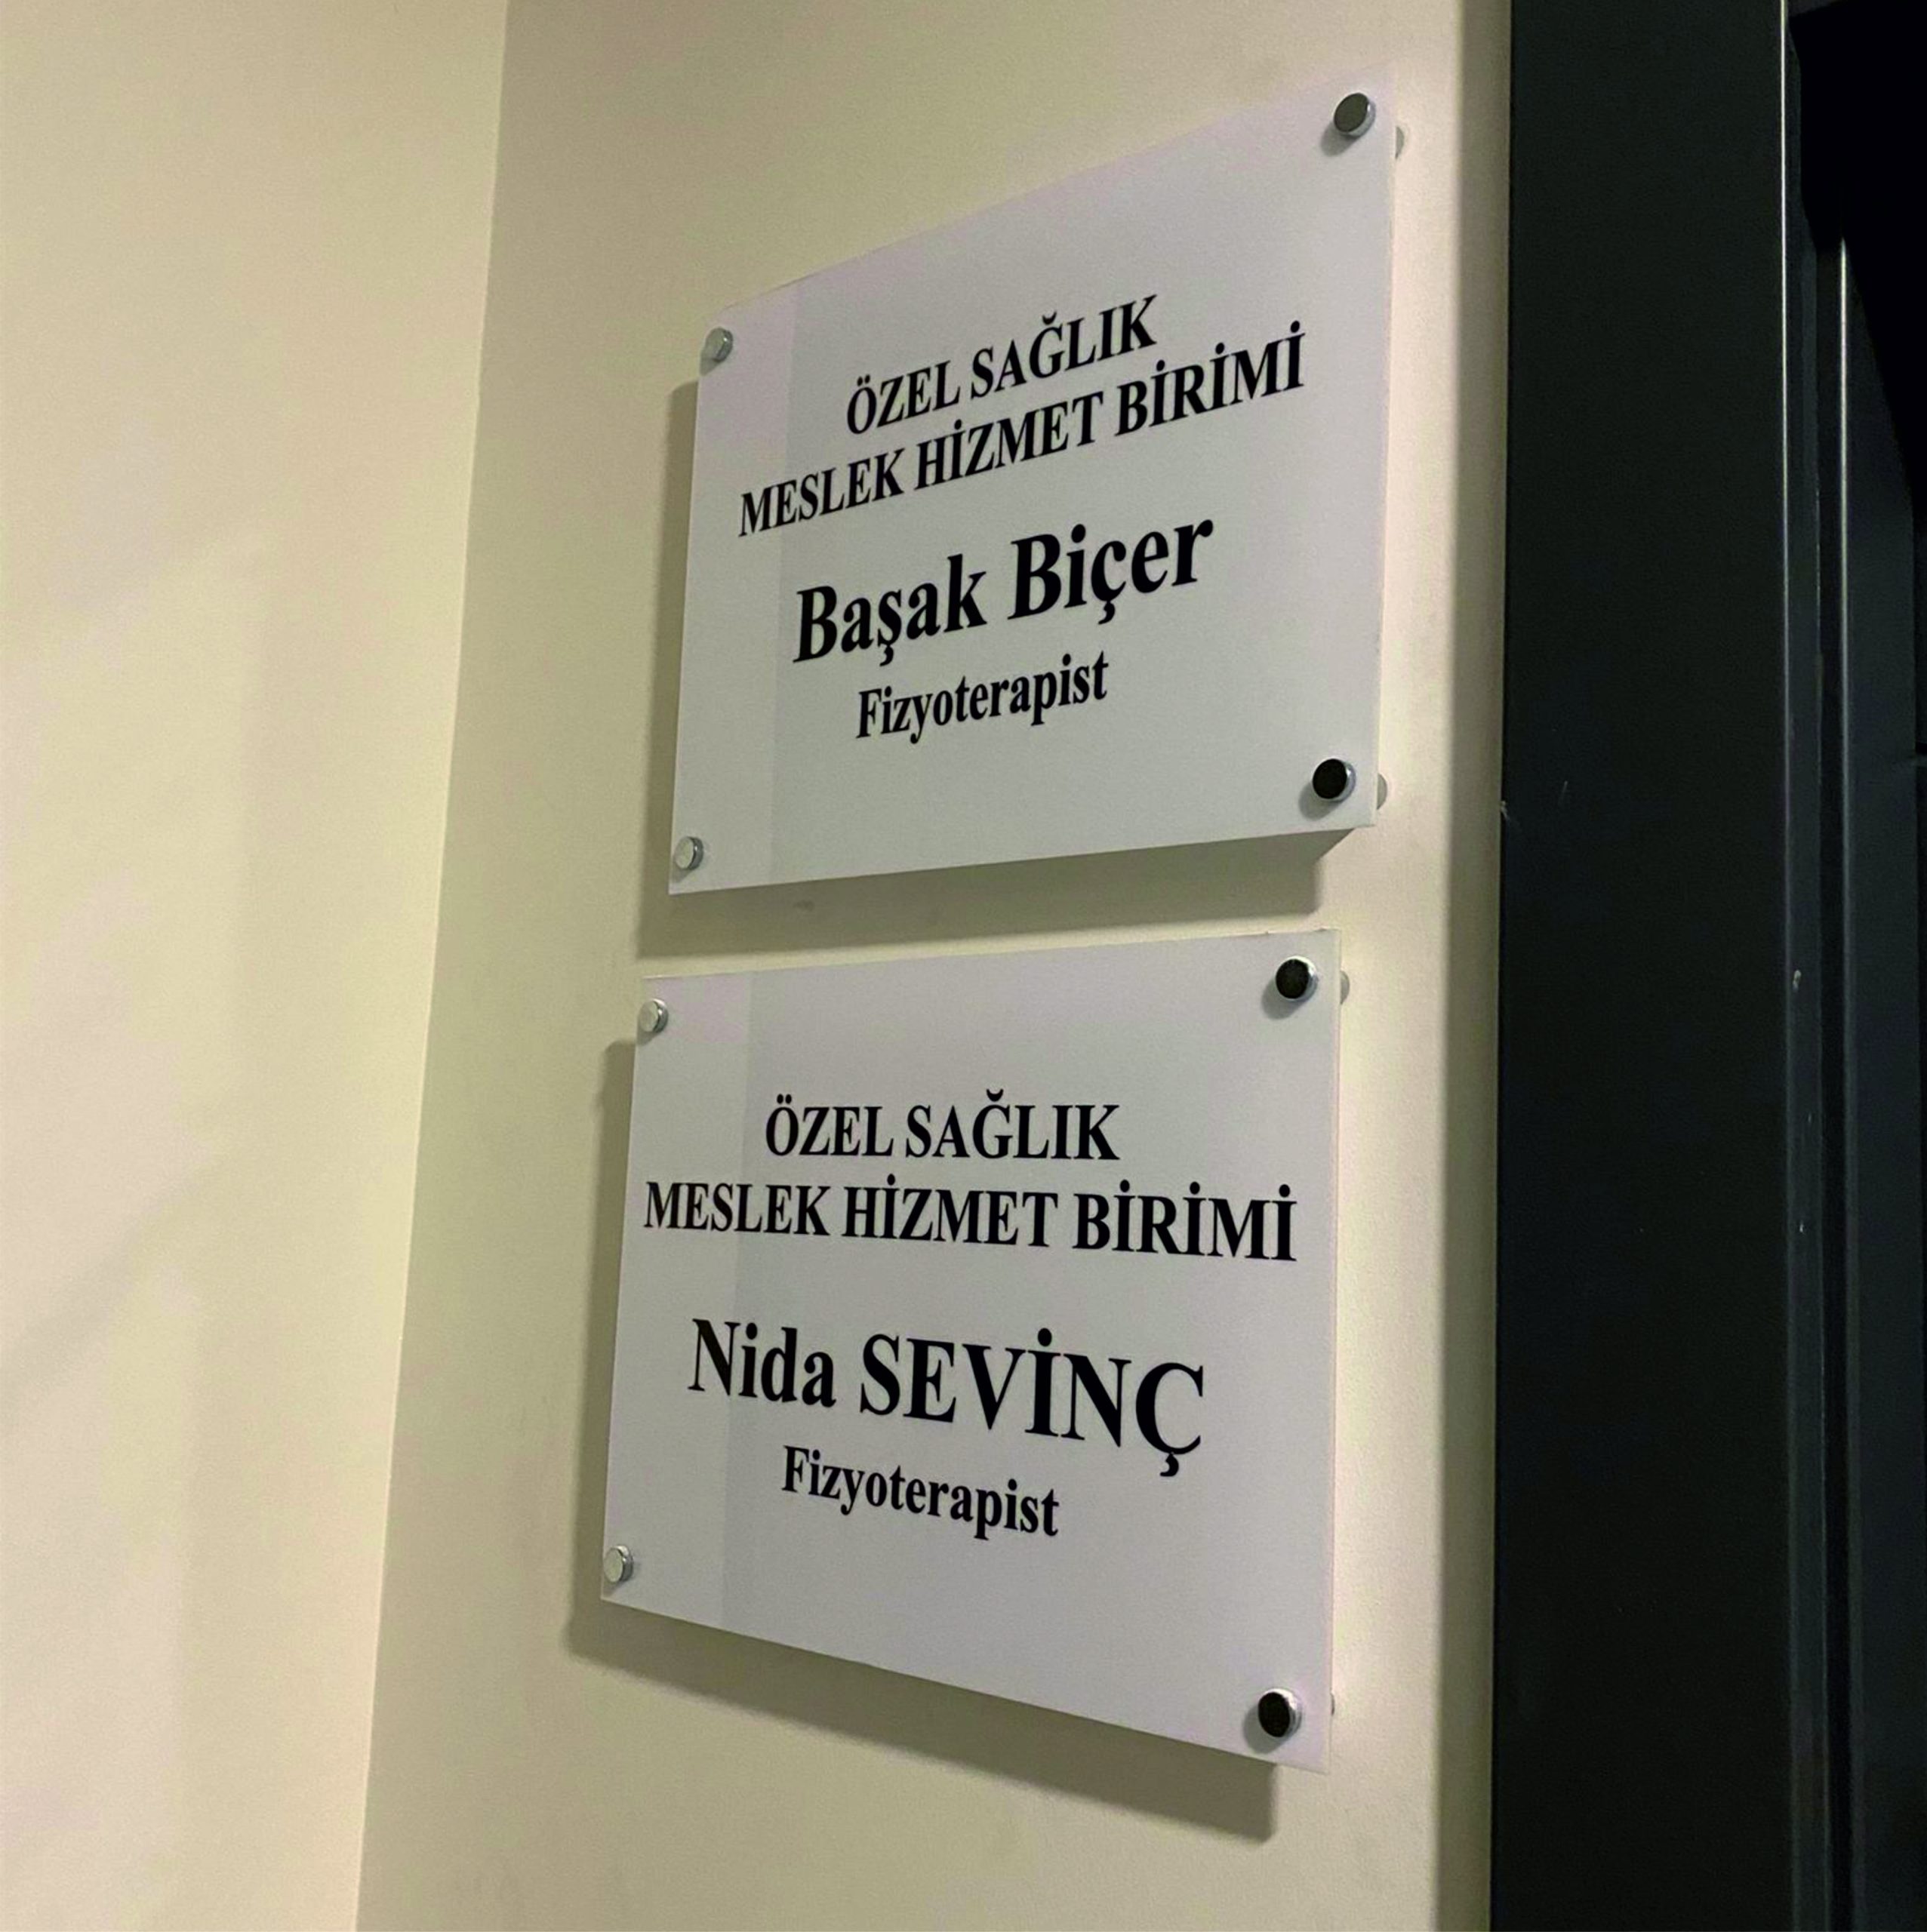 ÖZEL SAĞLIK
MESLEK HİZMET BİRİMİ
Başak Biçer
Fizyoterapist
ÖZEL SAĞLIK
MESLEK HİZMET BİRİMİ
Nida SEVİNÇ
Fizyoterapist